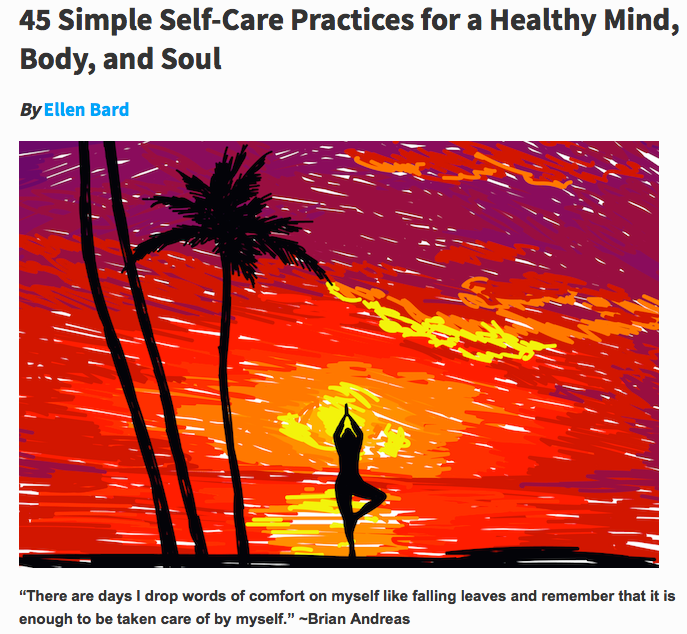 45 Simple Self-Care Practices for a Healthy Mind,
Body, and Soul
By Ellen Bard
“There are days I drop words of comfort on myself like falling leaves and remember that it is
enough to be taken care of by myself.” ~Brian Andreas